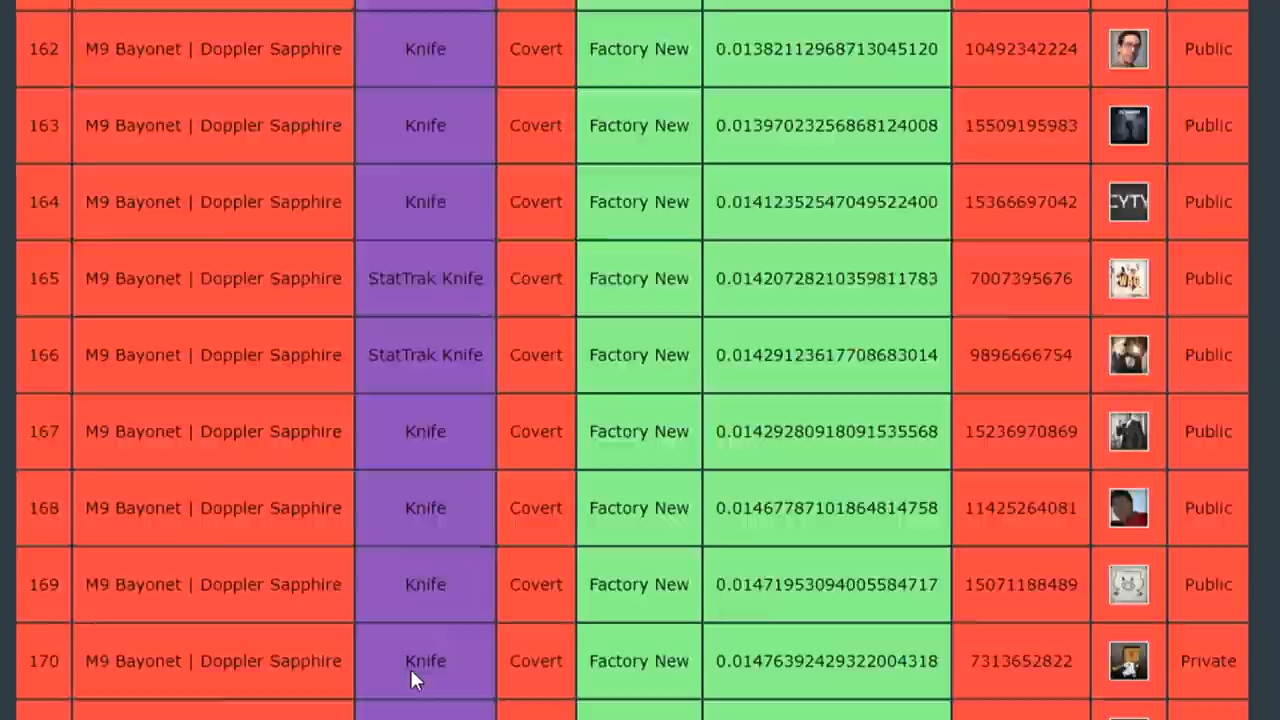 162 M9 Bayonet | Doppler Sapphire Knife Covert Factory New 0.01382112968713045120 10492342224 Public
163 M9 Bayonet | Doppler Sapphire Knife Covert Factory New 0.01397023256868124008 15509195983 Public
164 M9 Bayonet | Doppler Sapphire Knife Covert Factory New 0.01412352547049522400 15366697042 Public
165 M9 Bayonet | Doppler Sapphire StatTrak Knife Covert Factory New 0.01420728210359811783 7007395676 Public
166 M9 Bayonet | Doppler Sapphire StatTrak Knife Covert Factory New 0.01429123617708683014 9896666754 Public
167 M9 Bayonet | Doppler Sapphire Knife Covert Factory New 0.01429280918091535568 15236970869 Public
168 M9 Bayonet | Doppler Sapphire Knife Covert Factory New 0.01467787101864814758 11425264081 Public
169 M9 Bayonet | Doppler Sapphire Knife Covert Factory New 0.01471953094005584717 15071188489 Public
170 M9 Bayonet | Doppler Sapphire Knife Covert Factory New 0.01476392429322004318 7313652822 Private